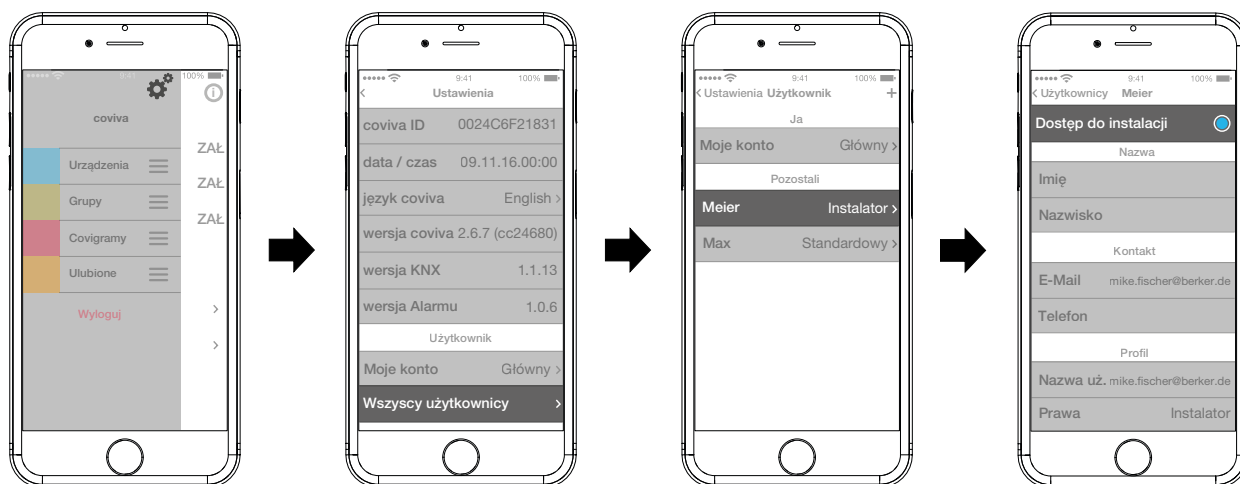 9:41 100%
coviva
ZAŁ
Urządzenia
ZAŁ
Grupy
ZAŁ
Covigramy
Ulubione
Wyloguj
9:41 100%
Ustawienia
coviva ID 0024C6F21831
data / czas 09.11.16.00:00
język coviva English >
wersja coviva 2.6.7 (cc24680)
wersja KNX 1.1.13
wersja Alarmu 1.0.6
Użytkownik
Moje konto Główny >
Wszyscy użytkownicy >
9:41 100%
< Ustawienia Użytkownik +
Ja
Moje konto Główny >
Pozostali
Meier Instalator >
Max Standardowy >
9:41 100%
< Użytkownicy Meier
Dostęp do instalacji
Nazwa
Imię
Nazwisko
Kontakt
E-Mail mike.fischer@berker.de
Telefon
Profil
Nazwa uż. mike.fischer@berker.de
Prawa Instalator